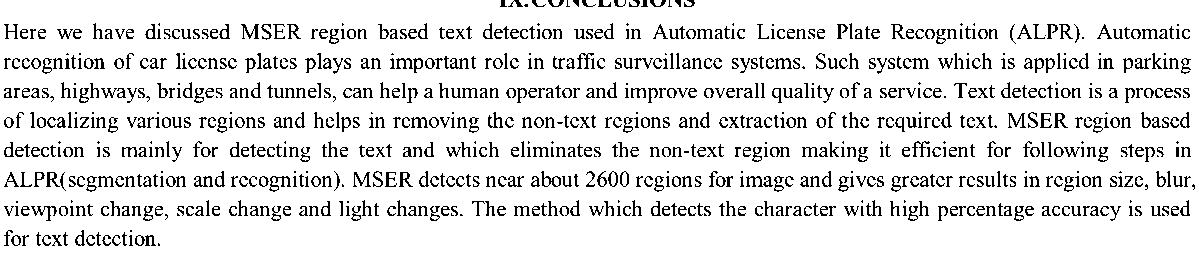 IX. CONCLUSIONS
Here we have discussed MSER region based text detection used in Automatic License Plate Recognition (ALPR). Automatic
recognition of car license plates plays an important role in traffic surveillance systems. Such system which is applied in parking
areas, highways, bridges and tunnels, can help a human operator and improve overall quality of a service. Text detection is a process
of localizing various regions and helps in removing the non-text regions and extraction of the required text. MSER region based
detection is mainly for detecting the text and which eliminates the non-text region making it efficient for following steps in
ALPR(segmentation and recognition). MSER detects near about 2600 regions for image and gives greater results in region size, blur,
viewpoint change, scale change and light changes. The method which detects the character with high percentage accuracy is used
for text detection.